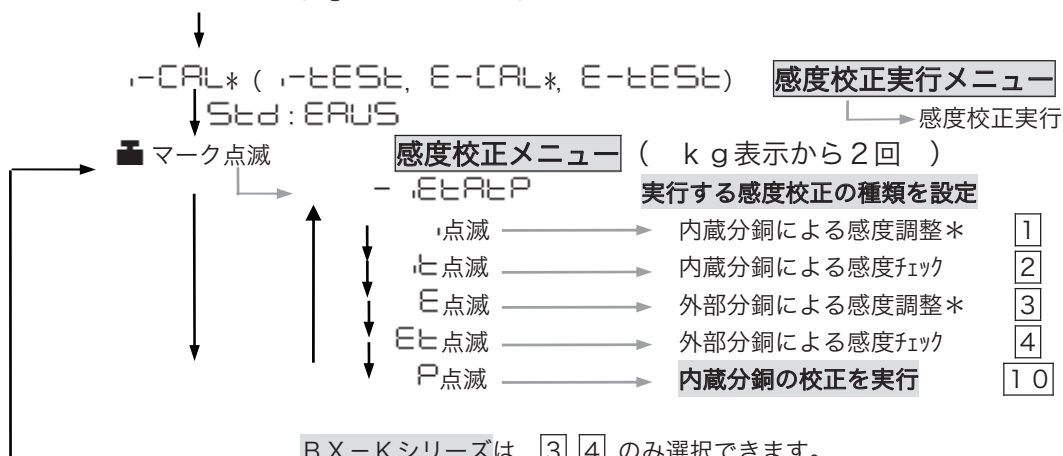 ｉ-CAL* ( ｉ-tESt, E-CAL*, E-tESt) 感度校正実行メニュー
Std:EAUS 感度校正実行
マーク点滅 感度校正メニュー ( ｋｇ表示から２回 )
- iEtAtP 実行する感度校正の種類を設定
i点滅 内蔵分銅による感度調整＊ 1
it点滅 内蔵分銅による感度ﾁｪｯｸ 2
E点滅 外部分銅による感度調整＊ 3
Et点滅 外部分銅による感度ﾁｪｯｸ 4
P点滅 内蔵分銅の校正を実行 １０
ＢＸ－Ｋシリーズは 3 4 のみ選択できます。